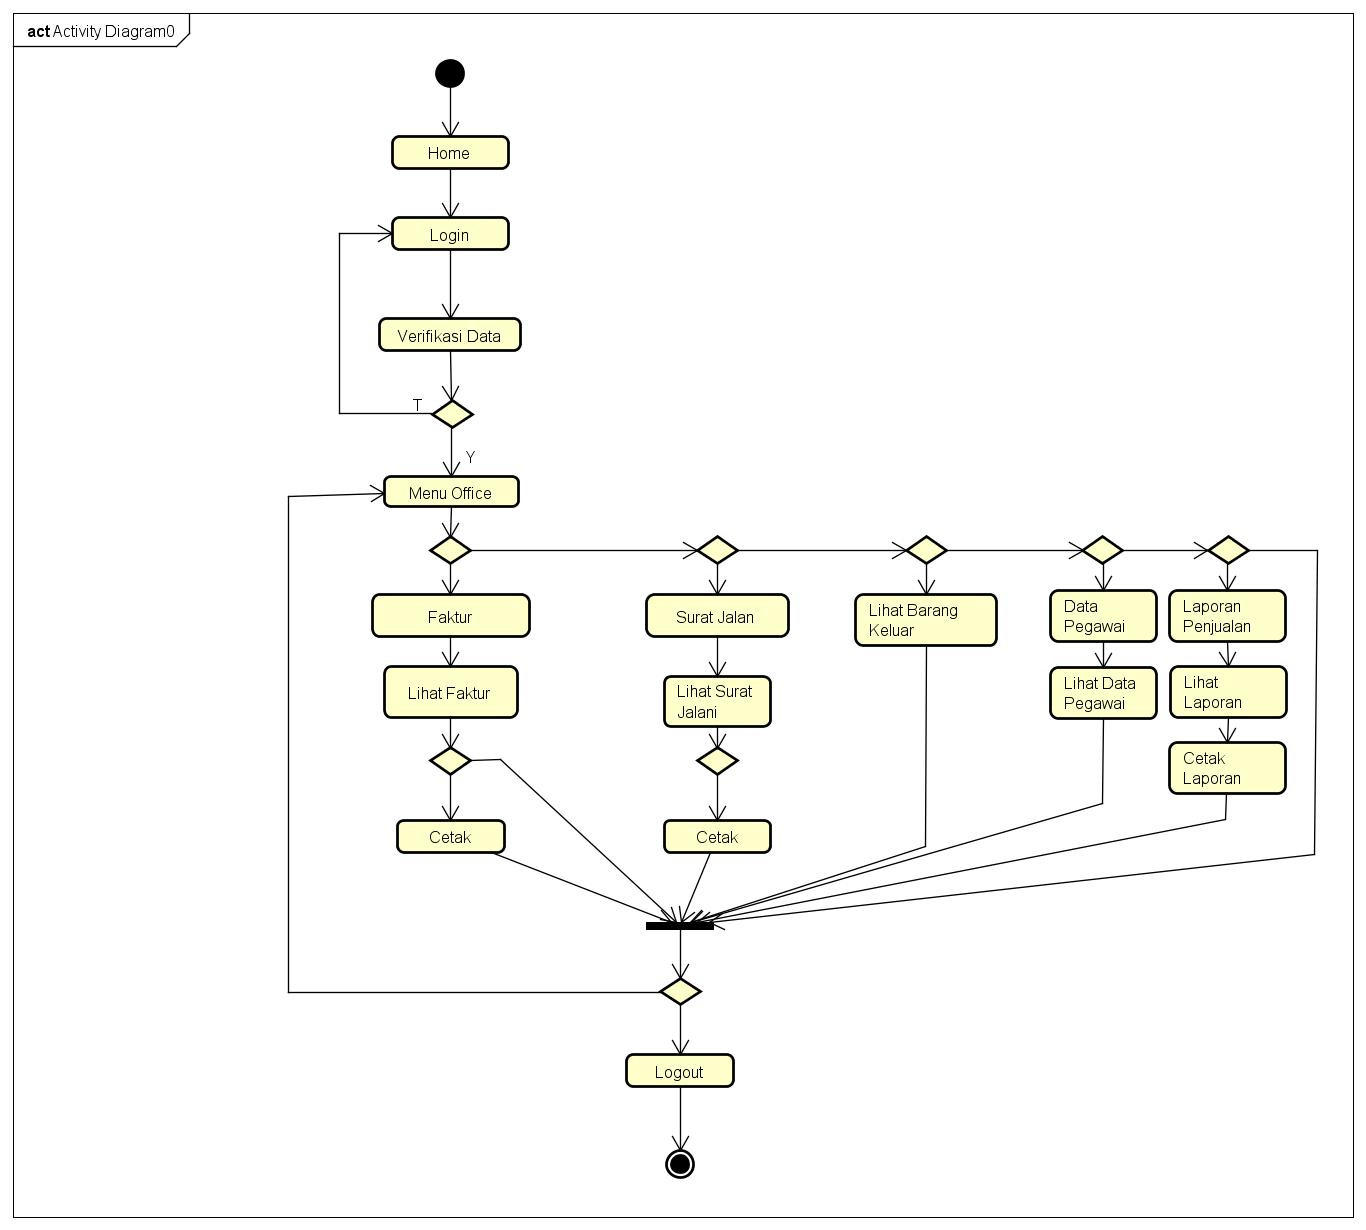 act Activity Diagram0
Home
Login
Verifikasi Data
T
Y
Menu Office
Faktur
Surat Jalan
Lihat Barang
Keluar
Data
Pegawai
Laporan
Penjualan
Lihat Faktur
Lihat Surat
Jalani
Lihat Data
Pegawai
Lihat
Laporan
Cetak
Laporan
Cetak
Cetak
Logout